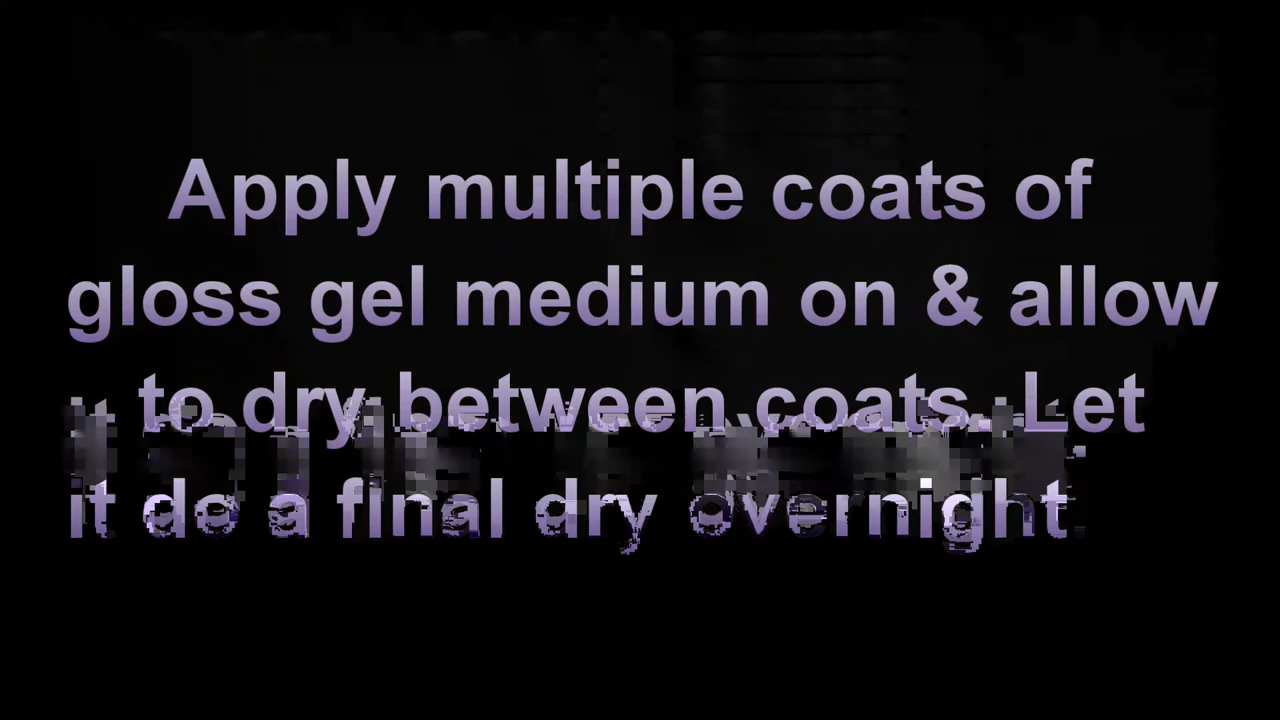 Apply multiple coats of
gloss gel medium on & allow
to dry between coats. Let
it do a final dry overnight.